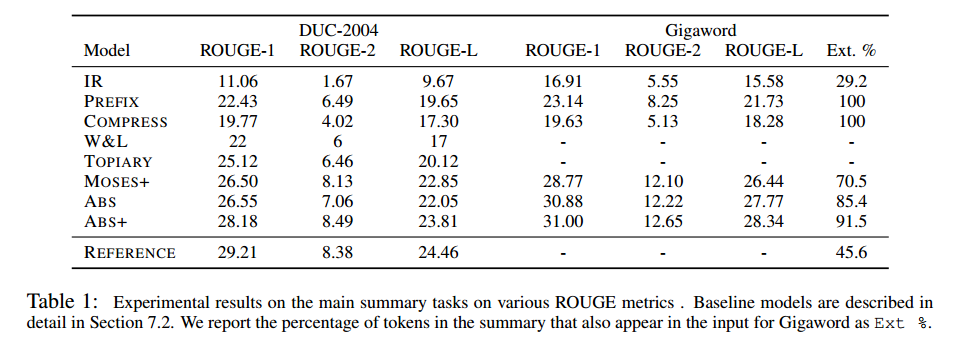 DUC-2004 Gigaword
Model ROUGE-1 ROUGE-2 ROUGE-L ROUGE-1 ROUGE-2 ROUGE-L Ext. %
IR 11.06 1.67 9.67 16.91 5.55 15.58 29.2
PREFIX 22.43 6.49 19.65 23.14 8.25 21.73 100
COMPRESS 19.77 4.02 17.30 19.63 5.13 18.28 100
W&L 22 6 17 - - - -
TOPIARY 25.12 6.46 20.12 - - - -
MOSES+ 26.50 8.13 22.85 28.77 12.10 26.44 70.5
ABS 26.55 7.06 22.05 30.88 12.22 27.77 85.4
ABS+ 28.18 8.49 23.81 31.00 12.65 28.34 91.5
REFERENCE 29.21 8.38 24.46 - - - 45.6
Table 1: Experimental results on the main summary tasks on various ROUGE metrics . Baseline models are described in
detail in Section 7.2. We report the percentage of tokens in the summary that also appear in the input for Gigaword as Ext %.